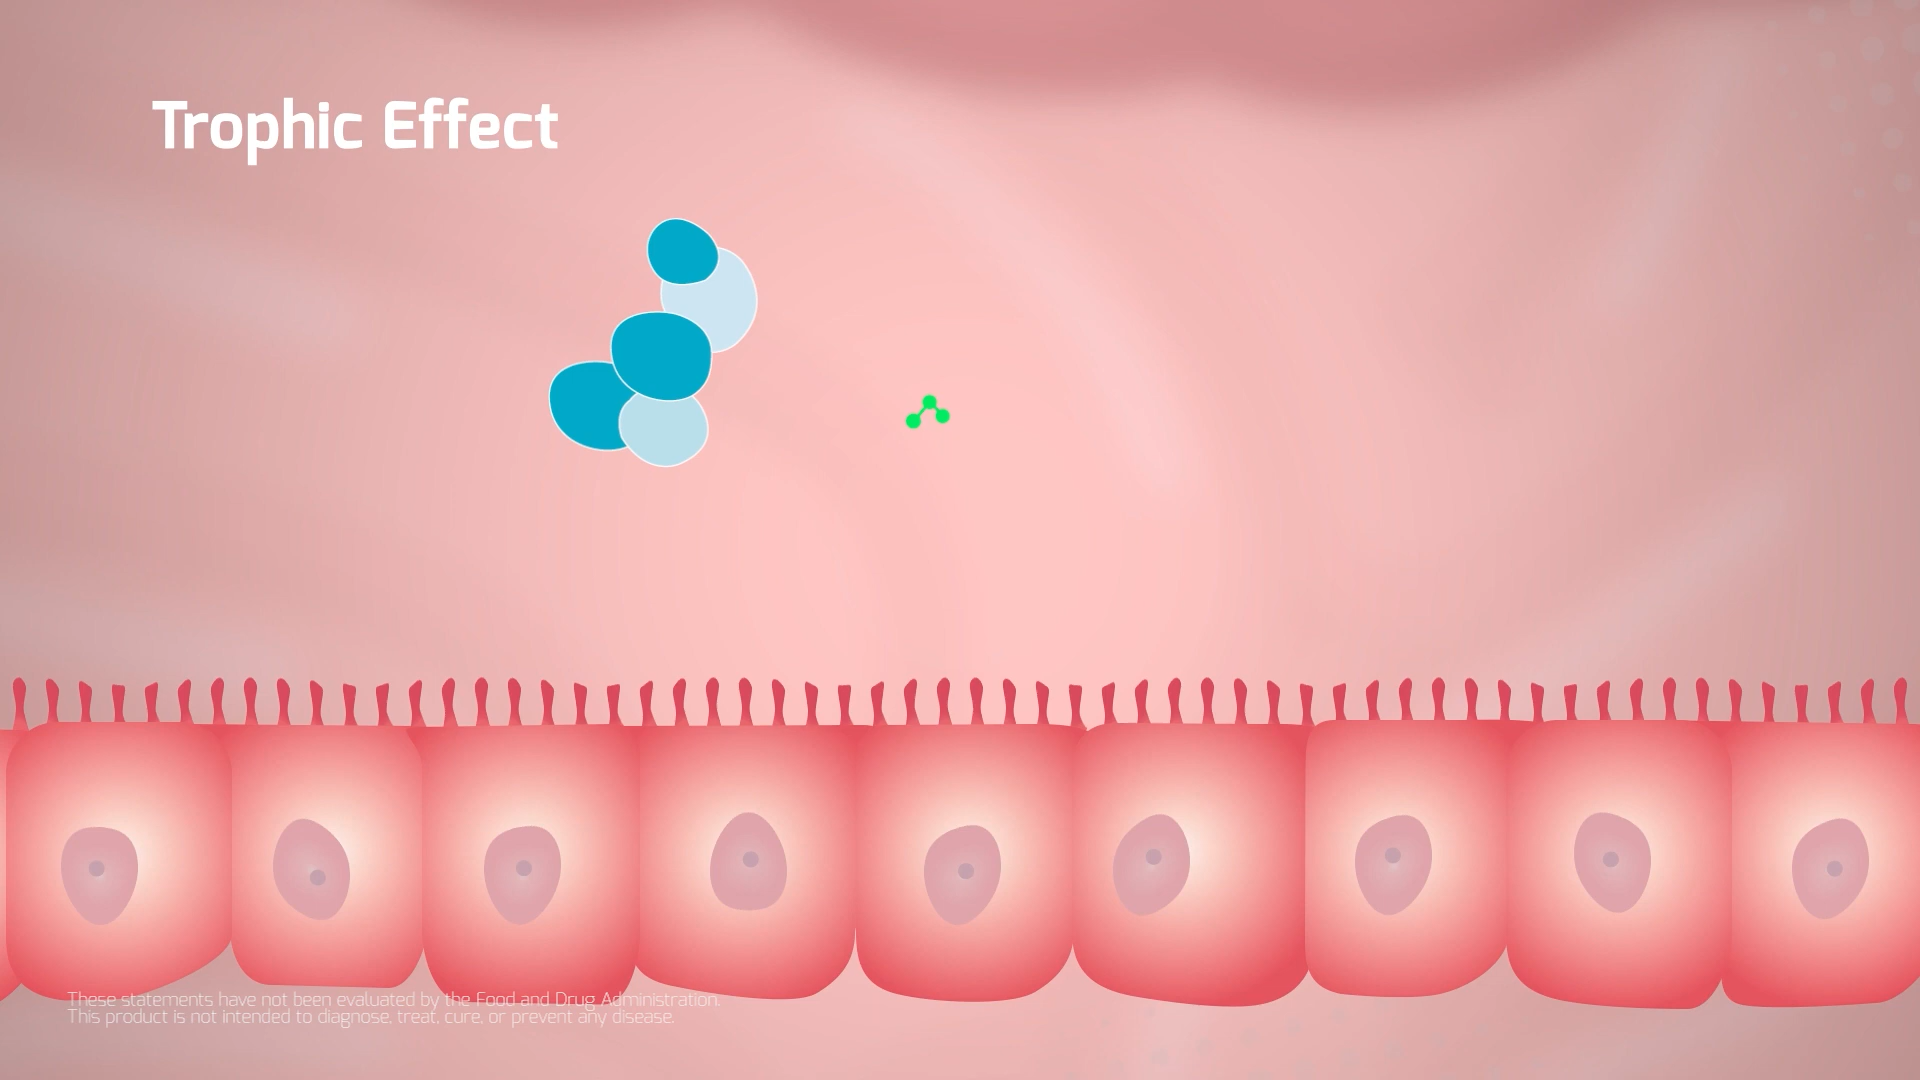 Trophic Effect
These statements have not been evaluated by the Food and Drug Administration.
This product is not intended to diagnose, treat, cure, or prevent any disease.